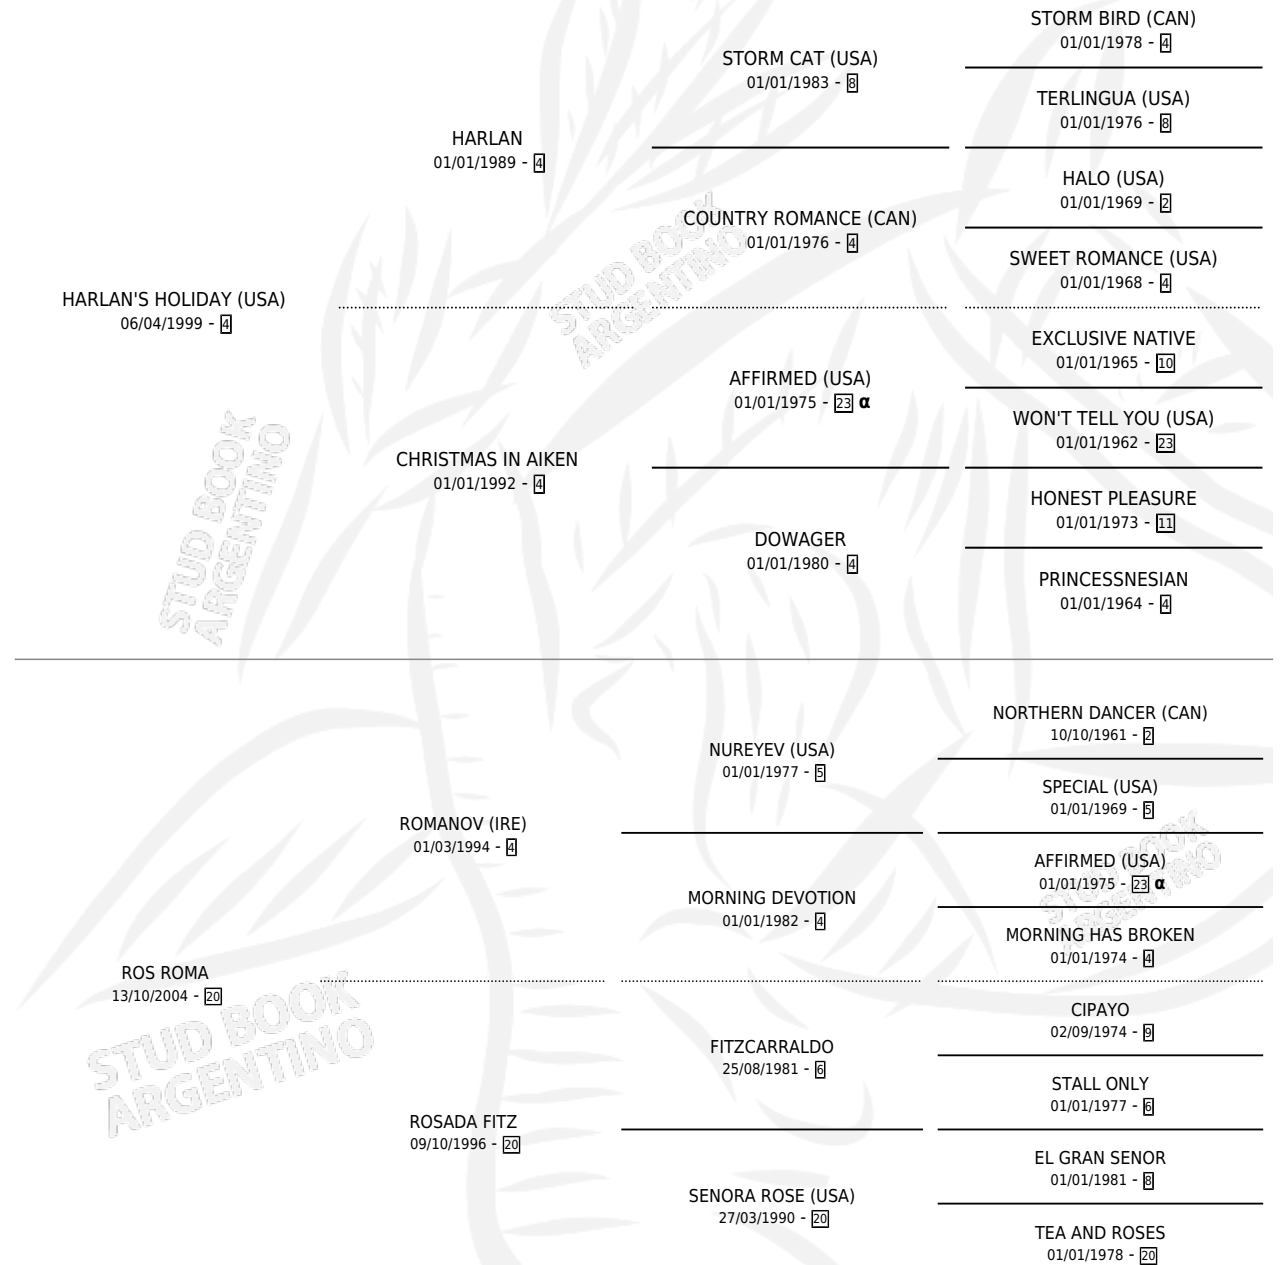 STORM BIRD (CAN)
01/01/1978 - 4
STORM CAT (USA)
01/01/1983 - 8
TERLINGUA (USA)
01/01/1976 - 8
HARLAN
01/01/1989 - 4
HALO (USA)
01/01/1969 - 2
COUNTRY ROMANCE (CAN)
01/01/1976 - 4
SWEET ROMANCE (USA)
01/01/1968 - 4
HARLAN'S HOLIDAY (USA)
06/04/1999 - 4
EXCLUSIVE NATIVE
01/01/1965 - 10
AFFIRMED (USA)
01/01/1975 - 23 α
WON'T TELL YOU (USA)
01/01/1962 - 23
CHRISTMAS IN AIKEN
01/01/1992 - 4
HONEST PLEASURE
01/01/1973 - 11
DOWAGER
01/01/1980 - 4
PRINCESSNESIAN
01/01/1964 - 4
NORTHERN DANCER (CAN)
10/10/1961 - 2
NUREYEV (USA)
01/01/1977 - 5
SPECIAL (USA)
01/01/1969 - 5
ROMANOV (IRE)
01/03/1994 - 4
AFFIRMED (USA)
01/01/1975 - 23 α
MORNING DEVOTION
01/01/1982 - 4
MORNING HAS BROKEN
01/01/1974 - 4
ROS ROMA
13/10/2004 - 20
CIPAYO
02/09/1974 - 9
FITZCARRALDO
25/08/1981 - 6
STALL ONLY
01/01/1977 - 6
ROSADA FITZ
09/10/1996 - 20
EL GRAN SENOR
01/01/1981 - 8
SENORA ROSE (USA)
27/03/1990 - 20
TEA AND ROSES
01/01/1978 - 20
STUD BOOK
ARGENTINO
STUD BOOK
ARGENTINO
STUD BOOK
ARGENTINO
STUD BOOK
ARGENTINO